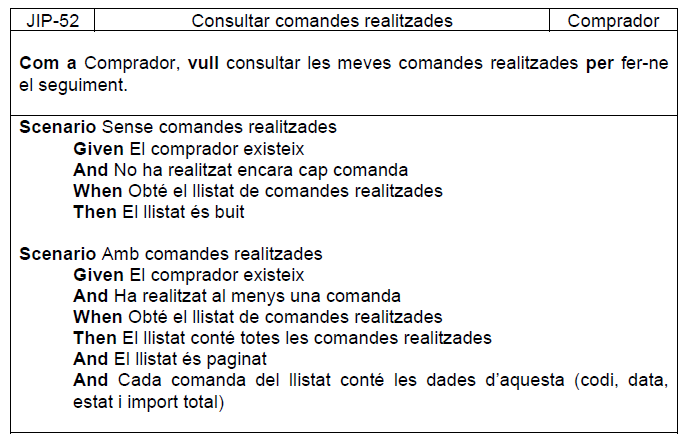 JIP-52 Consultar comandes realitzades Comprador
Com a Comprador, vull consultar les meves comandes realitzades per fer-ne
el seguiment.
Scenario Sense comandes realitzades
Given El comprador existeix
And No ha realitzat encara cap comanda
When Obté el llistat de comandes realitzades
Then El llistat és buit
Scenario Amb comandes realitzades
Given El comprador existeix
And Ha realitzat al menys una comanda
When Obté el llistat de comandes realitzades
Then El llistat conté totes les comandes realitzades
And El llistat és paginat
And Cada comanda del llistat conté les dades d'aquesta (codi, data,
estat i import total)